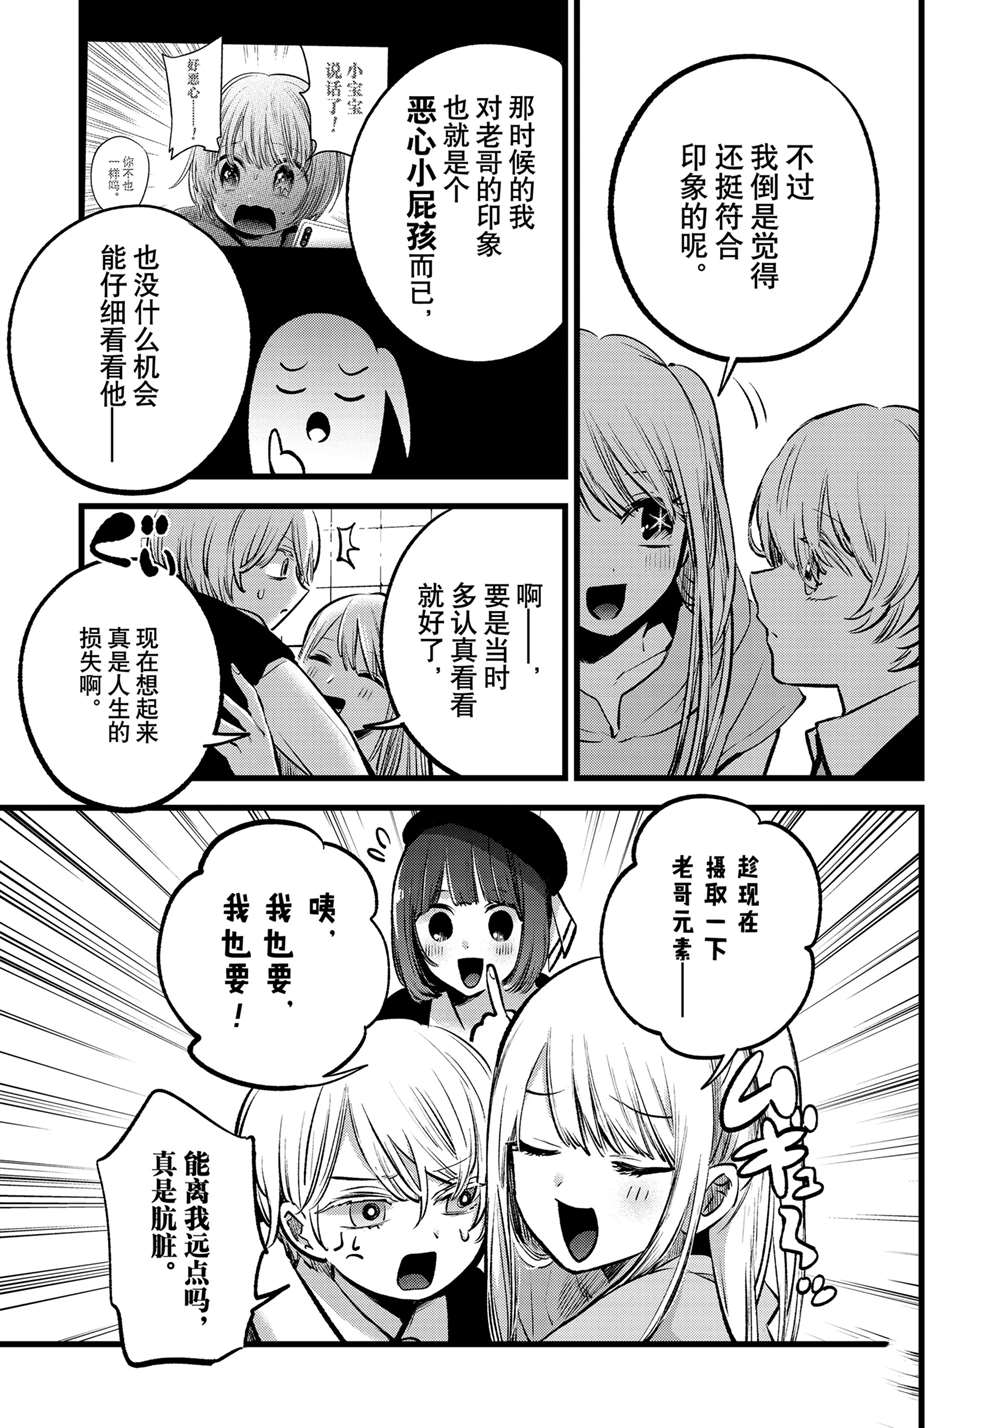 不过
我倒是觉得
还挺符合
印象的呢。
那时候的我
对老哥的印象
也就是个
恶心小屁孩而已，
小宝宝
说话了！
好恶心……！
你不也
一样吗。
也没什么机会
能仔细看看他——
啊——，
要是当时
多认真看看
就好了，
ぐい
现在想起来
真是人生的
损失啊。
趁现在
摄取一下
老哥元素——
咦，
我也要，
我也要！
ムギュ〜〜
能离我远点吗，
真是肮脏。